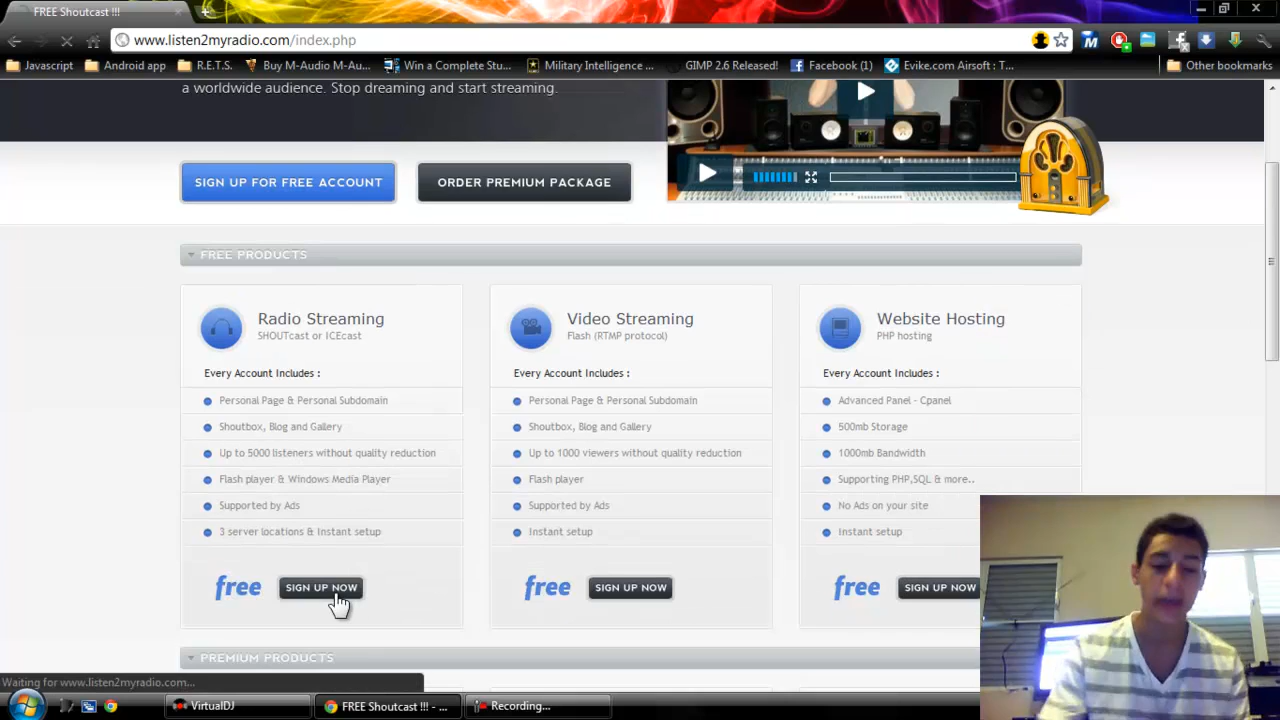 FREE Shoutcast !!!
www.listen2myradio.com/index.php
Javascript
Android app
R.E.T.S.
Buy M-Audio M-Au...
Win a Complete Stu...
Military Intelligence ...
GIMP 2.6 Released!
Facebook (1)
Evike.com Airsoft : T...
Other bookmarks
a worldwide audience. Stop dreaming and start streaming.
SIGN UP FOR FREE ACCOUNT
ORDER PREMIUM PACKAGE
FREE PRODUCTS
Radio Streaming
SHOUTcast or ICEcast
Every Account Includes :
Personal Page & Personal Subdomain
Shoutbox, Blog and Gallery
Up to 5000 listeners without quality reduction
Flash player & Windows Media Player
Supported by Ads
3 server locations & Instant setup
free
SIGN UP NOW
Video Streaming
Flash (RTMP protocol)
Every Account Includes :
Personal Page & Personal Subdomain
Shoutbox, Blog and Gallery
Up to 1000 viewers without quality reduction
Flash player
Supported by Ads
Instant setup
free
SIGN UP NOW
Website Hosting
PHP hosting
Every Account Includes :
Advanced Panel - Cpanel
500mb Storage
1000mb Bandwidth
Supporting PHP,SQL & more..
No Ads on your site
Instant setup
free
SIGN UP NOW
PREMIUM PRODUCTS
Waiting for www.listen2myradio.com...
VirtualDJ
FREE Shoutcast !!! - ...
Recording...